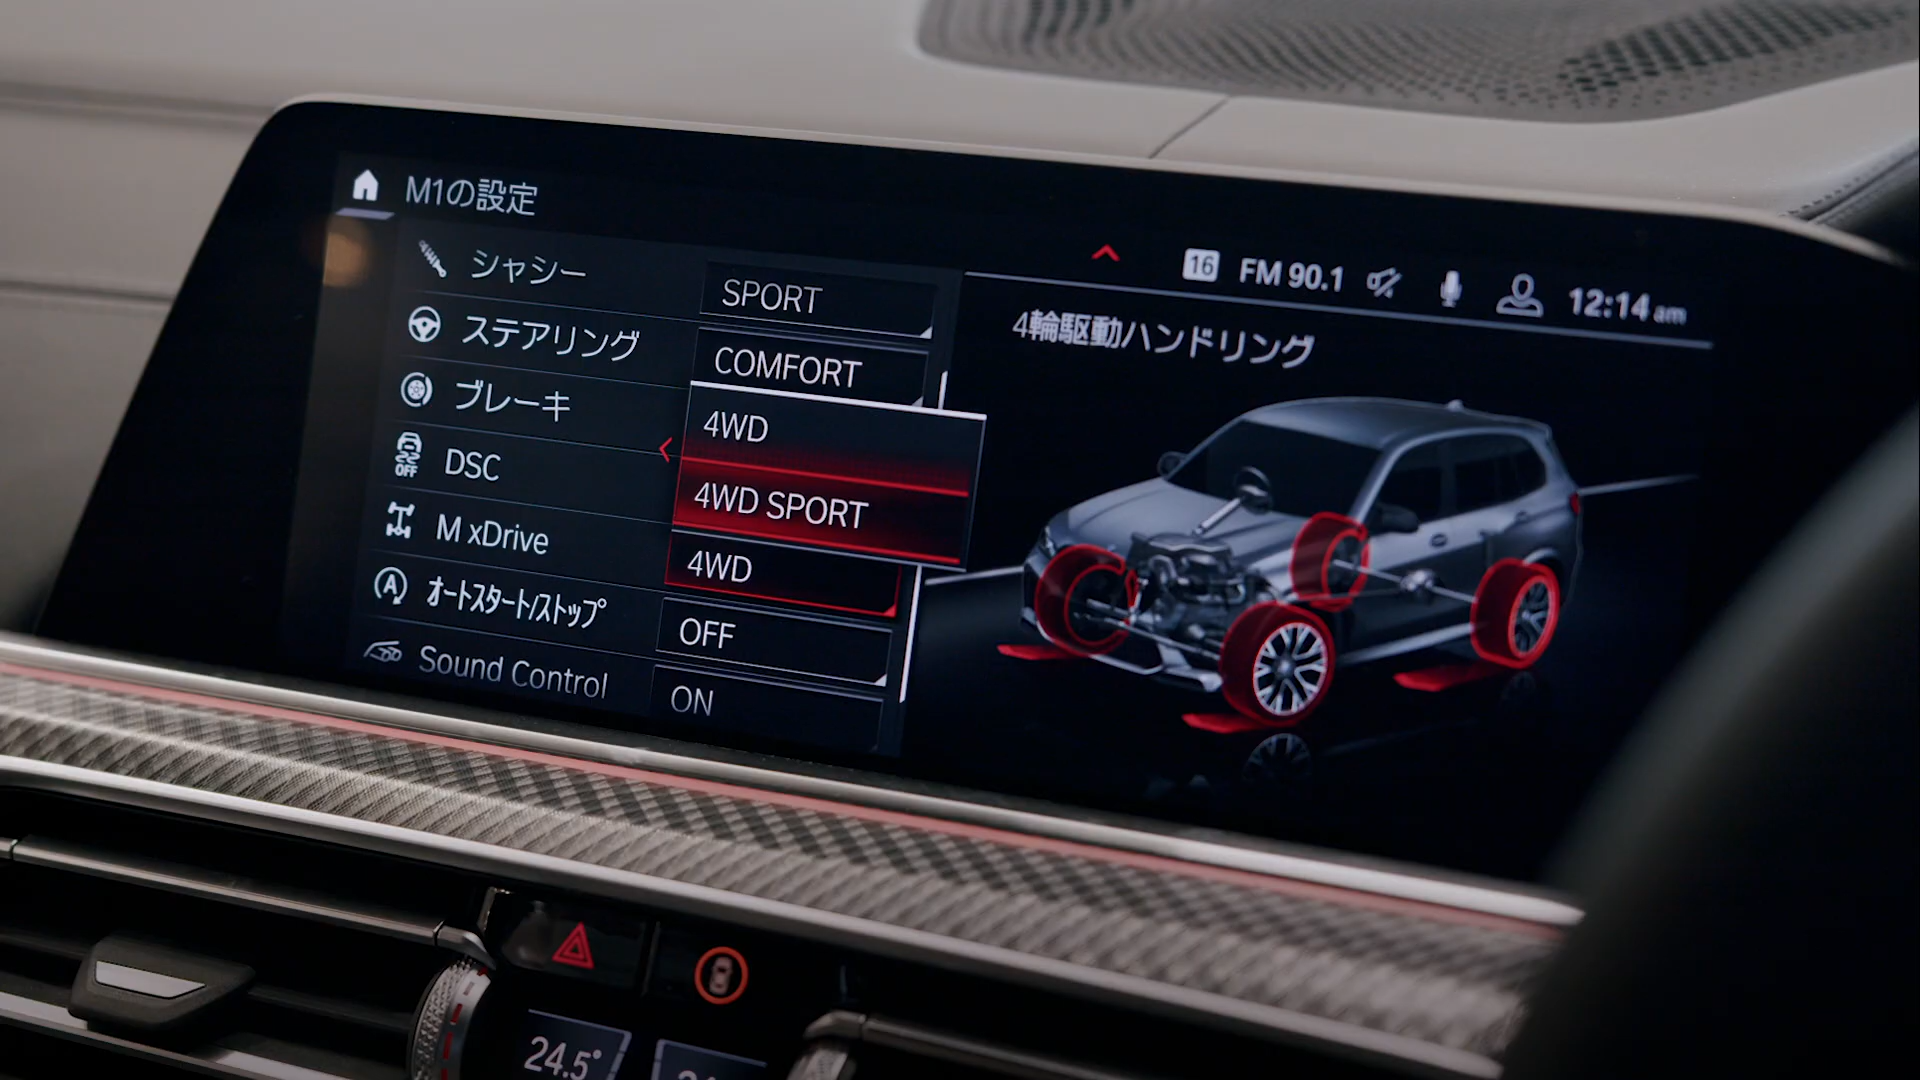 M1の設定
16 FM 90.1 12:14 am
シャシー SPORT
ステアリング COMFORT
ブレーキ
DSC
OFF
M xDrive
オートスタート/ストップ
Sound Control
4WD
4WD SPORT
4WD
OFF
ON
4輪駆動ハンドリング
A
24.5°